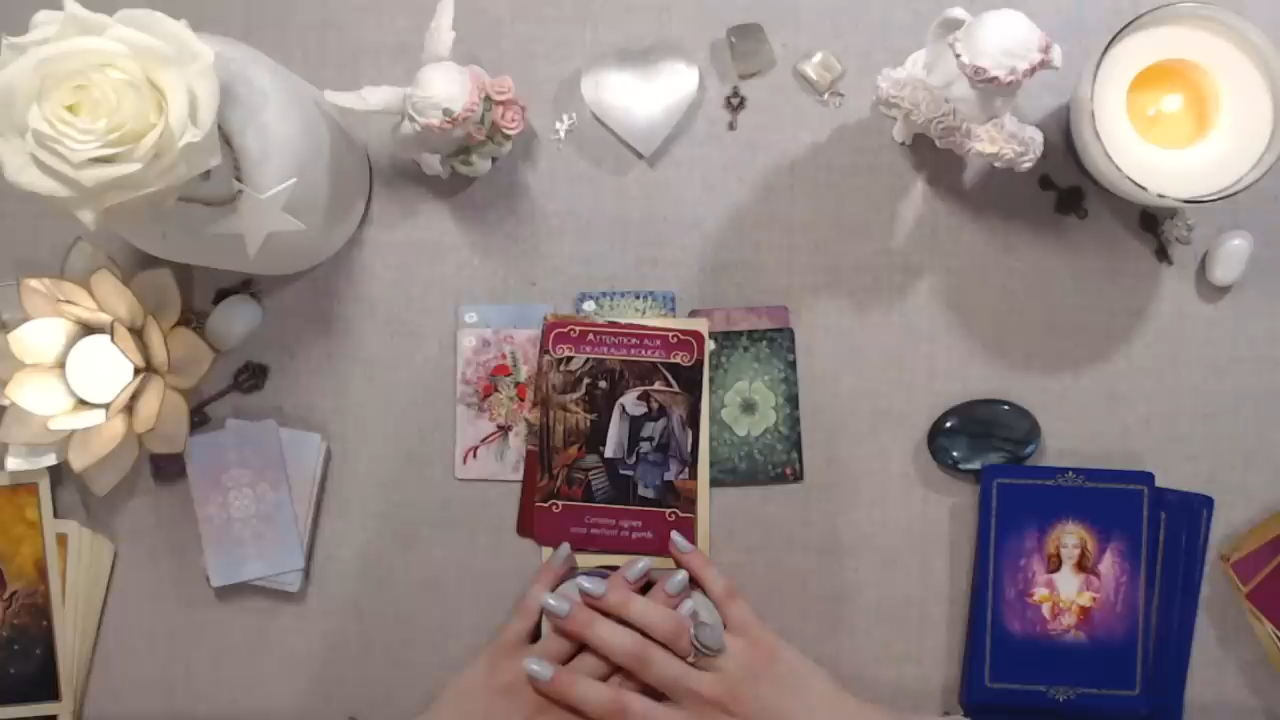 ATTENTION AUX
DRAPEAUX ROUGES
Certains signes
vous mettent en garde